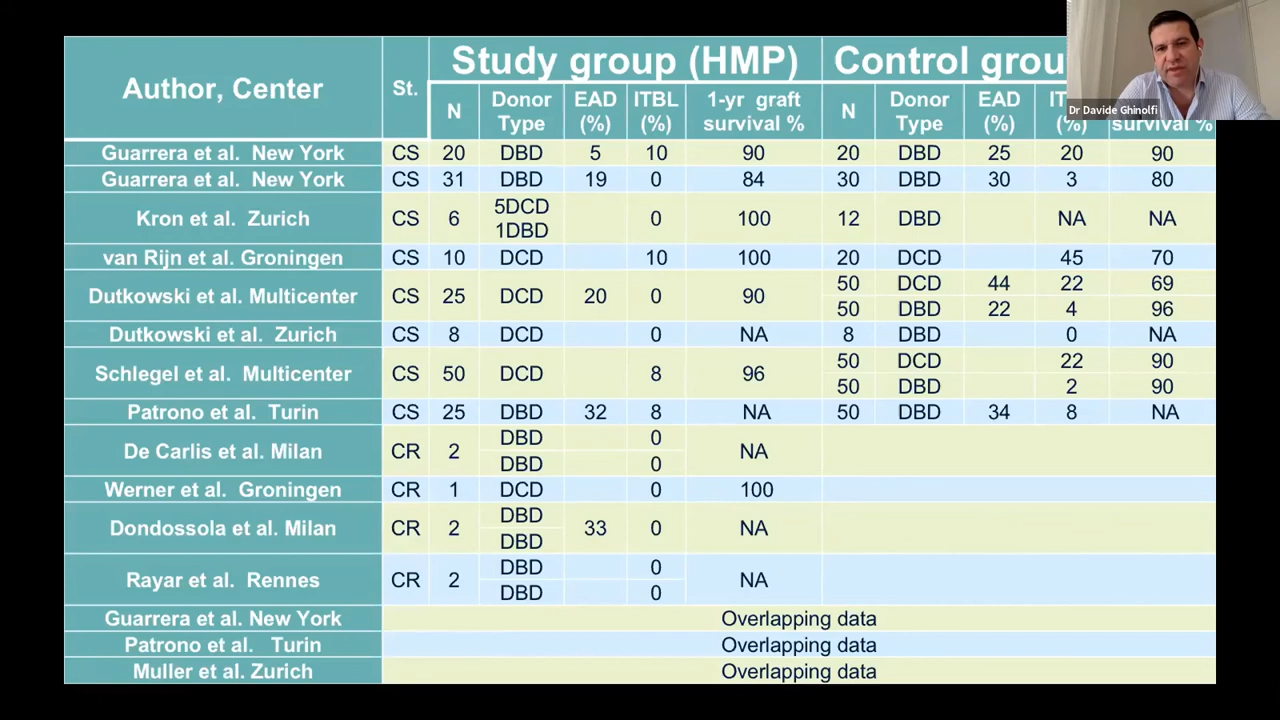 Author, Center
St.
Study group (HMP)
Control grou
N
Donor Type
EAD (%)
ITBL (%)
1-yr graft survival %
N
Donor Type
EAD (%)
IT (%)
survival %
Dr Davide Ghinolfi
Guarrera et al. New York CS 20 DBD 5 10 90 20 DBD 25 20 90
Guarrera et al. New York CS 31 DBD 19 0 84 30 DBD 30 3 80
Kron et al. Zurich CS 6 5DCD 1DBD 0 100 12 DBD NA NA
van Rijn et al. Groningen CS 10 DCD 10 100 20 DCD 45 70
Dutkowski et al. Multicenter CS 25 DCD 20 0 90 50 DCD 44 22 69
50 DBD 22 4 96
Dutkowski et al. Zurich CS 8 DCD 0 NA 8 DBD 0 NA
Schlegel et al. Multicenter CS 50 DCD 8 96 50 DCD 22 90
50 DBD 2 90
Patrono et al. Turin CS 25 DBD 32 8 NA 50 DBD 34 8 NA
De Carlis et al. Milan CR 2 DBD 0 NA
DBD 0
Werner et al. Groningen CR 1 DCD 0 100
Dondossola et al. Milan CR 2 DBD 33 0 NA
DBD
Rayar et al. Rennes CR 2 DBD 0 NA
DBD 0
Guarrera et al. New York Overlapping data
Patrono et al. Turin Overlapping data
Muller et al. Zurich Overlapping data